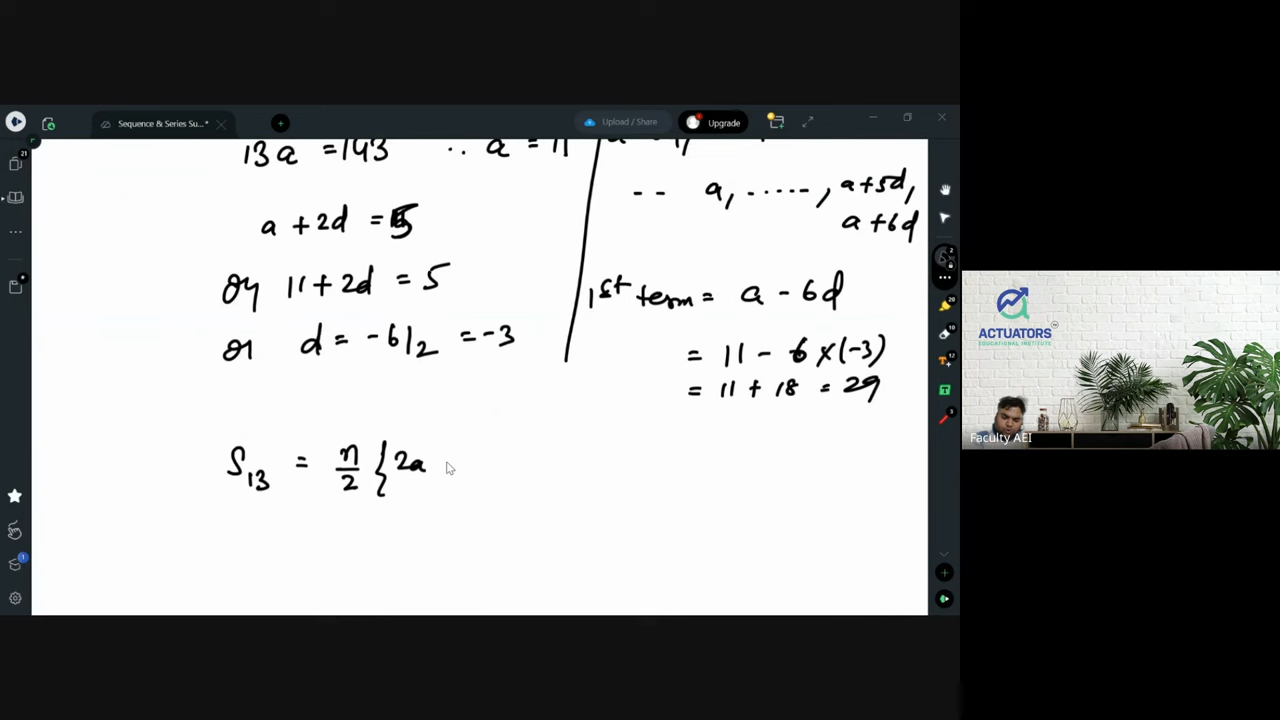 Sequence & Series Su...*
Upload / Share
Upgrade
13a = 143 ∴ a = 11
-- a, ......, a+5d,
a+6d
a + 2d = 5
or 11 + 2d = 5
or d = -6/2 = -3
1st term = a - 6d
= 11 - 6 × (-3)
= 11 + 18 = 29
S13 = n/2 {2a
ACTUATORS
EDUCATIONAL INSTITUTE
Faculty AEI